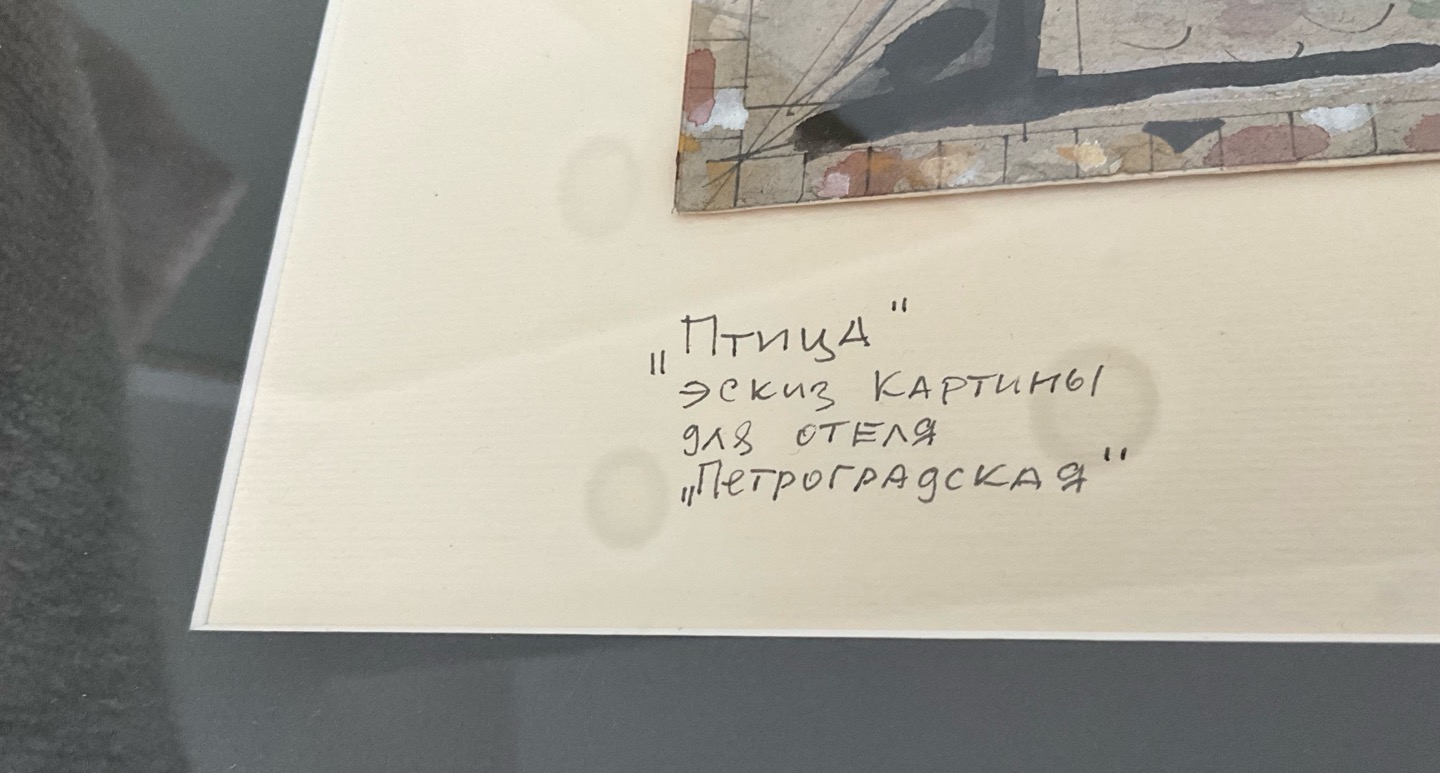 „Птица"
эскиз картины
для отеля
„Петроградская"